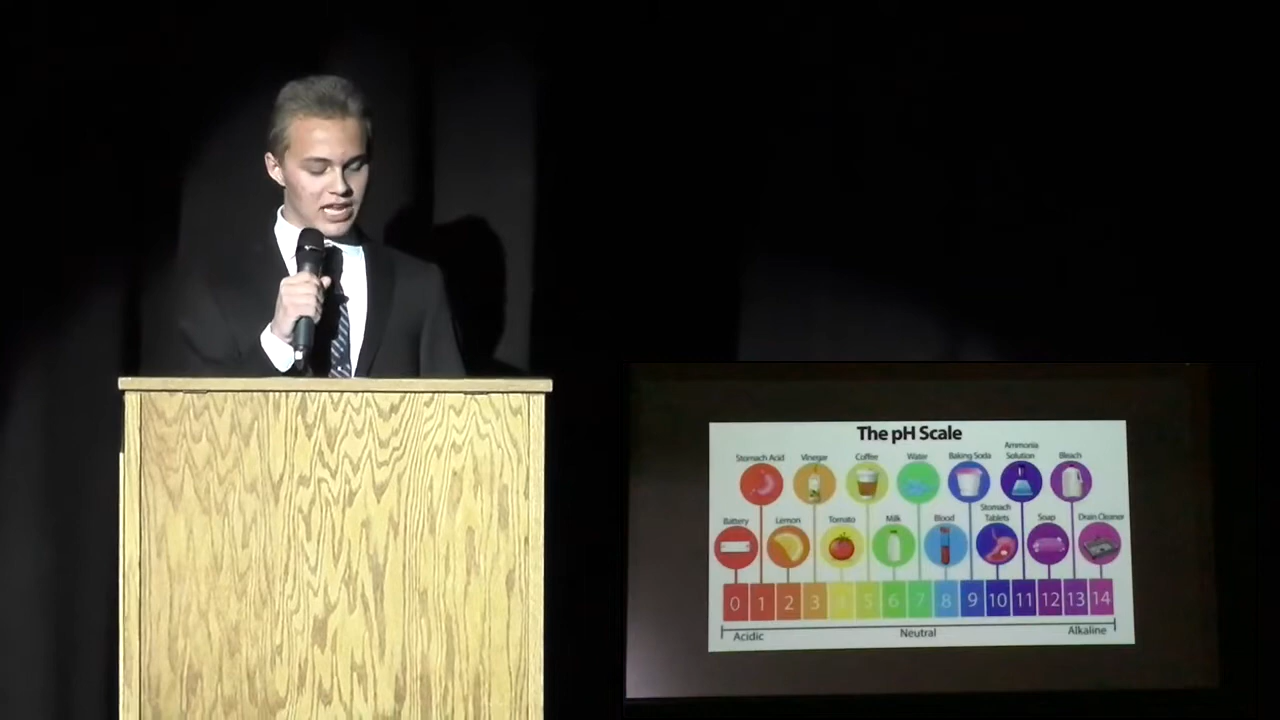 The pH Scale
Stomach Acid Vinegar Coffee Water Baking Soda Ammonia Solution Bleach
Battery Lemon Tomato Milk Blood Stomach Tablets Soap Drain Cleaner
0 1 2 3 4 5 6 7 8 9 10 11 12 13 14
Acidic Neutral Alkaline